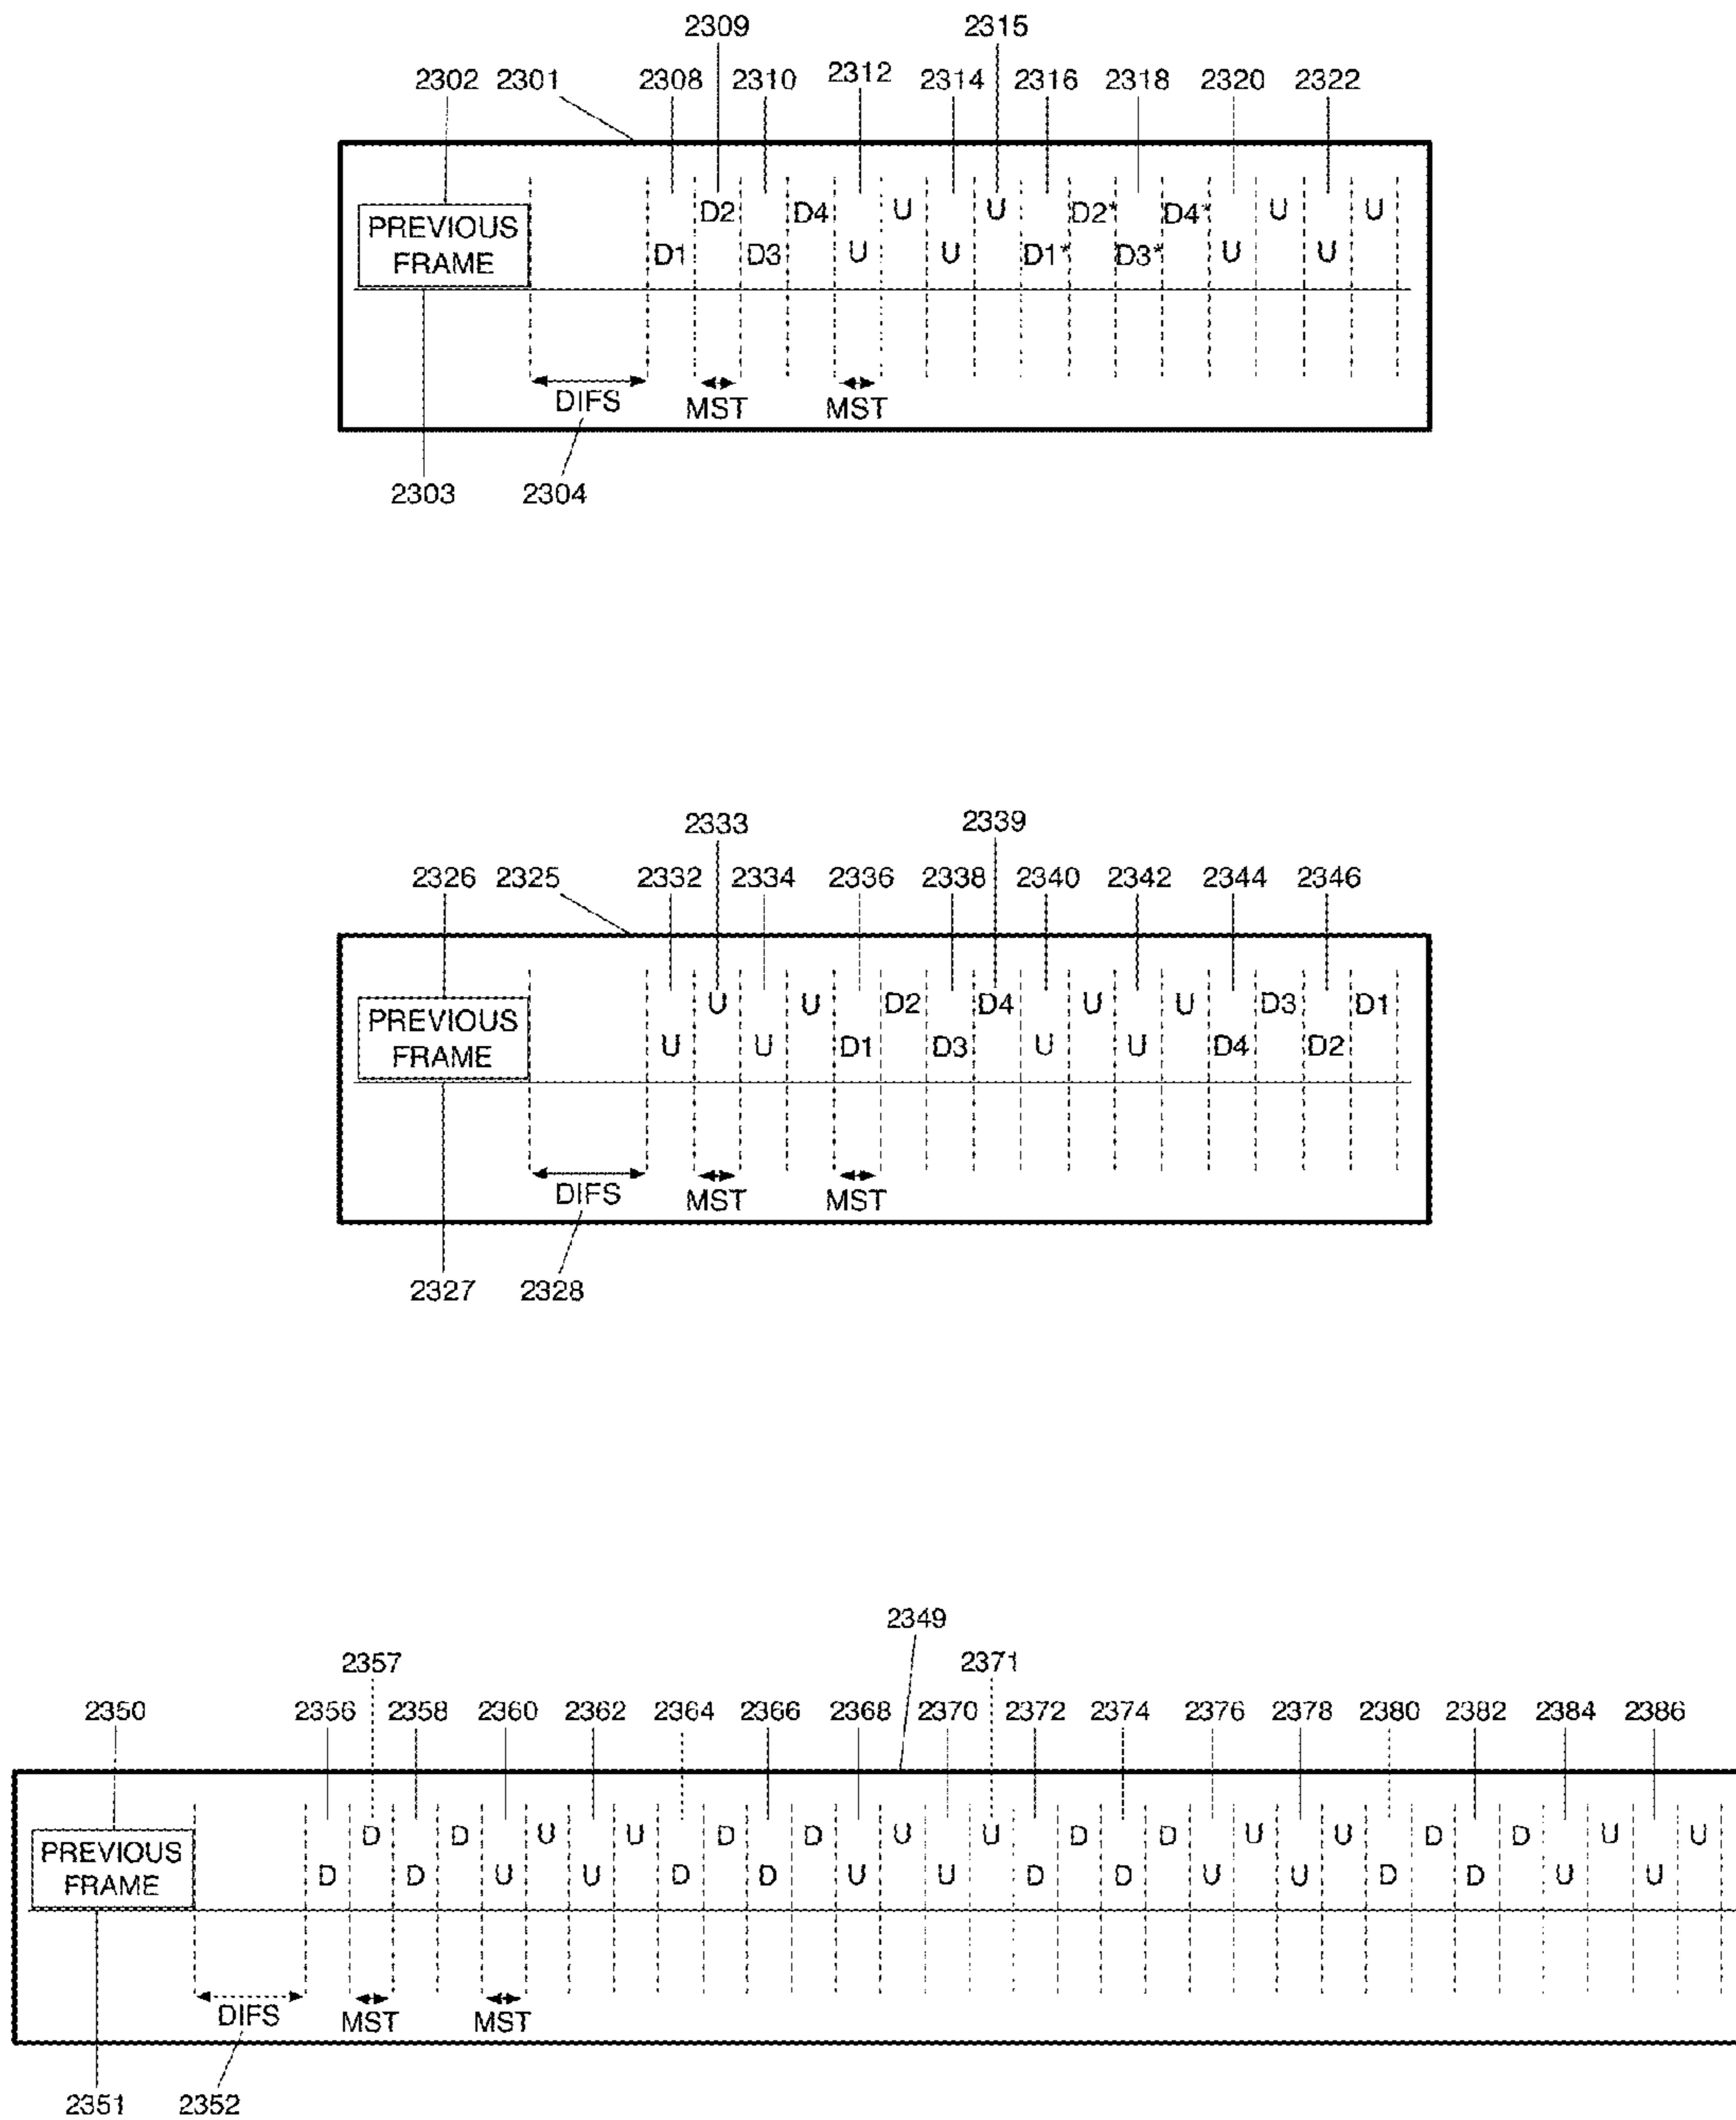 2309 2315
2302 2301 2308 2310 2312 2314 2316 2318 2320 2322
D2 D4 U U D2* D4* U U
PREVIOUS
FRAME
D1 D3 U U D1* D3* U U
DIFS MST MST
2303 2304
2333 2339
2326 2325 2332 2334 2336 2338 2340 2342 2344 2346
U U D2 D4 U U D3 D1
PREVIOUS
FRAME
U U D1 D3 U U D4 D2
DIFS MST MST
2327 2328
2349
2357 2371
2350 2356 2358 2360 2362 2364 2366 2368 2370 2372 2374 2376 2378 2380 2382 2384 2386
D D U U D D U U D D U U D D U U
PREVIOUS
FRAME
D D U U D D U U D D U U D D U U
DIFS MST MST
2351 2352